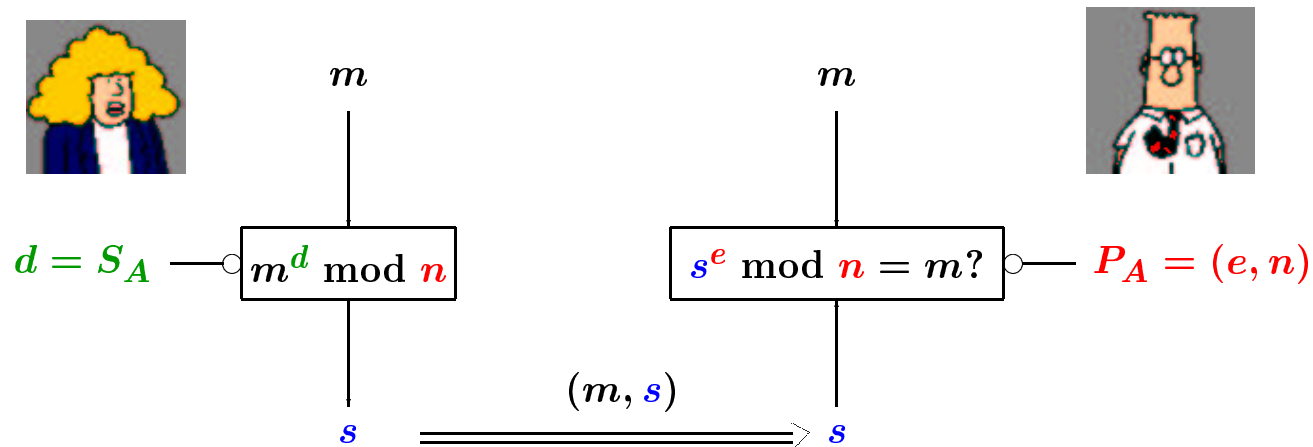 m m
d = S_A m^d mod n s^e mod n = m? P_A = (e, n)
(m, s)
s s